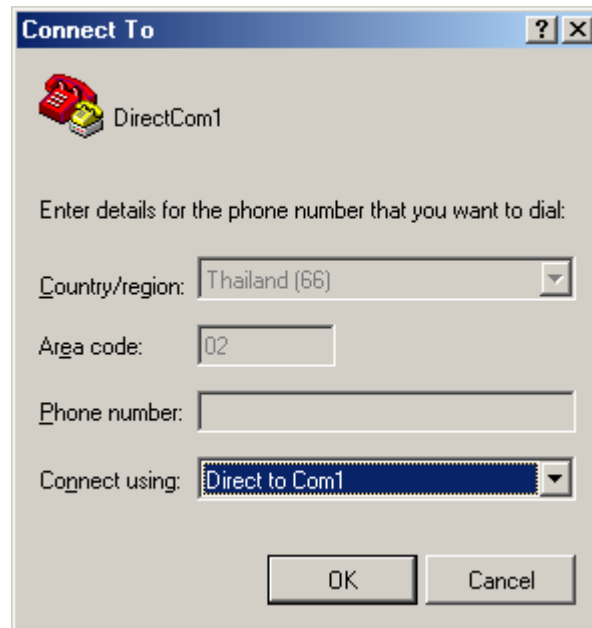 Connect To
DirectCom1
Enter details for the phone number that you want to dial:
Country/region: Thailand (66)
Area code: 02
Phone number:
Connect using: Direct to Com1
OK Cancel